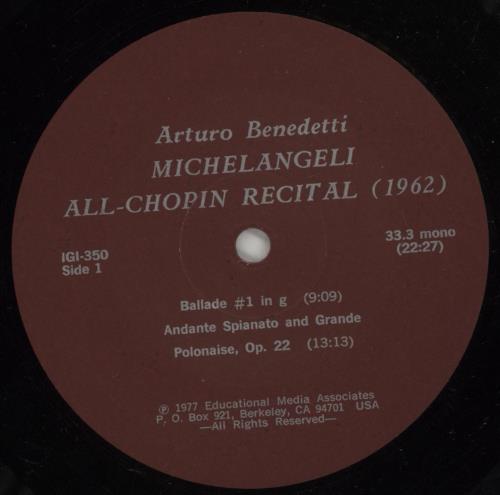 Arturo Benedetti
MICHELANGELI
ALL-CHOPIN RECITAL (1962)
IGI-350
Side 1
33.3 mono
(22:27)
Ballade #1 in g (9:09)
Andante Spianato and Grande
Polonaise, Op. 22 (13:13)
℗ 1977 Educational Media Associates
P. O. Box 921, Berkeley, CA 94701 USA
—All Rights Reserved—